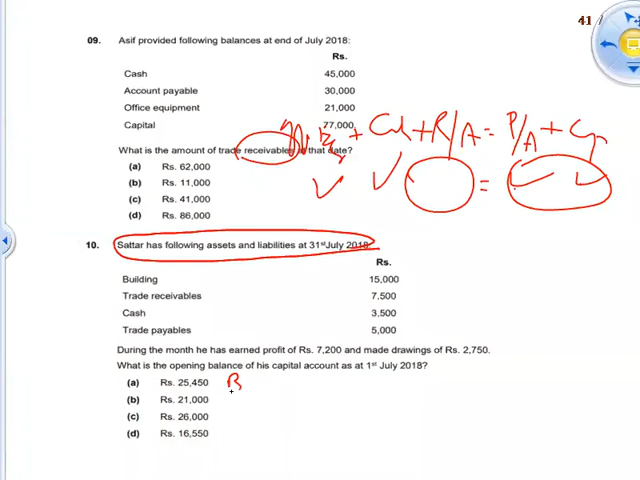 41 /
09. Asif provided following balances at end of July 2018:
Rs.
Cash 45,000
Account payable 30,000
Office equipment 21,000
Capital 77,000
+ Cash + R/A = P/A + Cap
What is the amount of trade receivables at that date?
(a) Rs. 62,000
(b) Rs. 11,000
(c) Rs. 41,000
=
(d) Rs. 86,000
10. Sattar has following assets and liabilities at 31st July 2018
Rs.
Building 15,000
Trade receivables 7,500
Cash 3,500
Trade payables 5,000
During the month he has earned profit of Rs. 7,200 and made drawings of Rs. 2,750.
What is the opening balance of his capital account as at 1st July 2018?
(a) Rs. 25,450 B
(b) Rs. 21,000
(c) Rs. 26,000
(d) Rs. 16,550